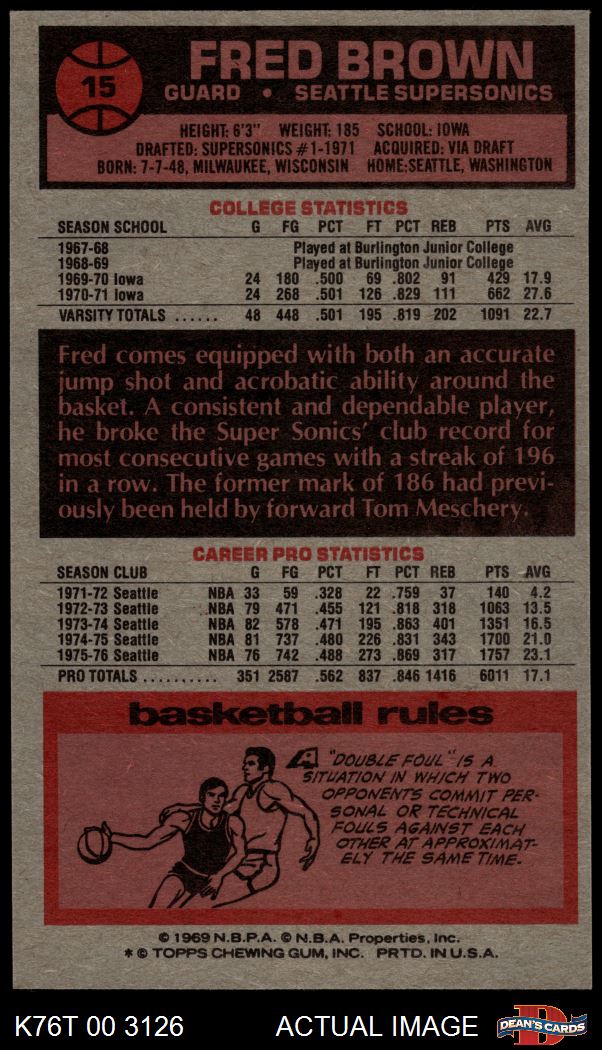 15
FRED BROWN
GUARD • SEATTLE SUPERSONICS
HEIGHT: 6'3" WEIGHT: 185 SCHOOL: IOWA
DRAFTED: SUPERSONICS #1-1971 ACQUIRED: VIA DRAFT
BORN: 7-7-48, MILWAUKEE, WISCONSIN HOME: SEATTLE, WASHINGTON
COLLEGE STATISTICS
SEASON SCHOOL G FG PCT FT PCT REB PTS AVG
1967-68 Played at Burlington Junior College
1968-69 Played at Burlington Junior College
1969-70 Iowa 24 180 .500 69 .802 91 429 17.9
1970-71 Iowa 24 268 .501 126 .829 111 662 27.6
VARSITY TOTALS ...... 48 448 .501 195 .819 202 1091 22.7
Fred comes equipped with both an accurate
jump shot and acrobatic ability around the
basket. A consistent and dependable player,
he broke the Super Sonics' club record for
most consecutive games with a streak of 196
in a row. The former mark of 186 had previ-
ously been held by forward Tom Meschery.
CAREER PRO STATISTICS
SEASON CLUB G FG PCT FT PCT REB PTS AVG
1971-72 Seattle NBA 33 59 .328 22 .759 37 140 4.2
1972-73 Seattle NBA 79 471 .455 121 .818 318 1063 13.5
1973-74 Seattle NBA 82 578 .471 195 .863 401 1351 16.5
1974-75 Seattle NBA 81 737 .480 226 .831 343 1700 21.0
1975-76 Seattle NBA 76 742 .488 273 .869 317 1757 23.1
PRO TOTALS .......... 351 2587 .562 837 .846 1416 6011 17.1
basketball rules
A "DOUBLE FOUL" IS A
SITUATION IN WHICH TWO
OPPONENTS COMMIT PER-
SONAL OR TECHNICAL
FOULS AGAINST EACH
OTHER AT APPROXIMAT-
ELY THE SAME TIME.
© 1969 N.B.P.A. © N.B.A. Properties, Inc.
* © TOPPS CHEWING GUM, INC. PRTD. IN U.S.A.
K76T 00 3126 ACTUAL IMAGE D DEAN'S CARDS